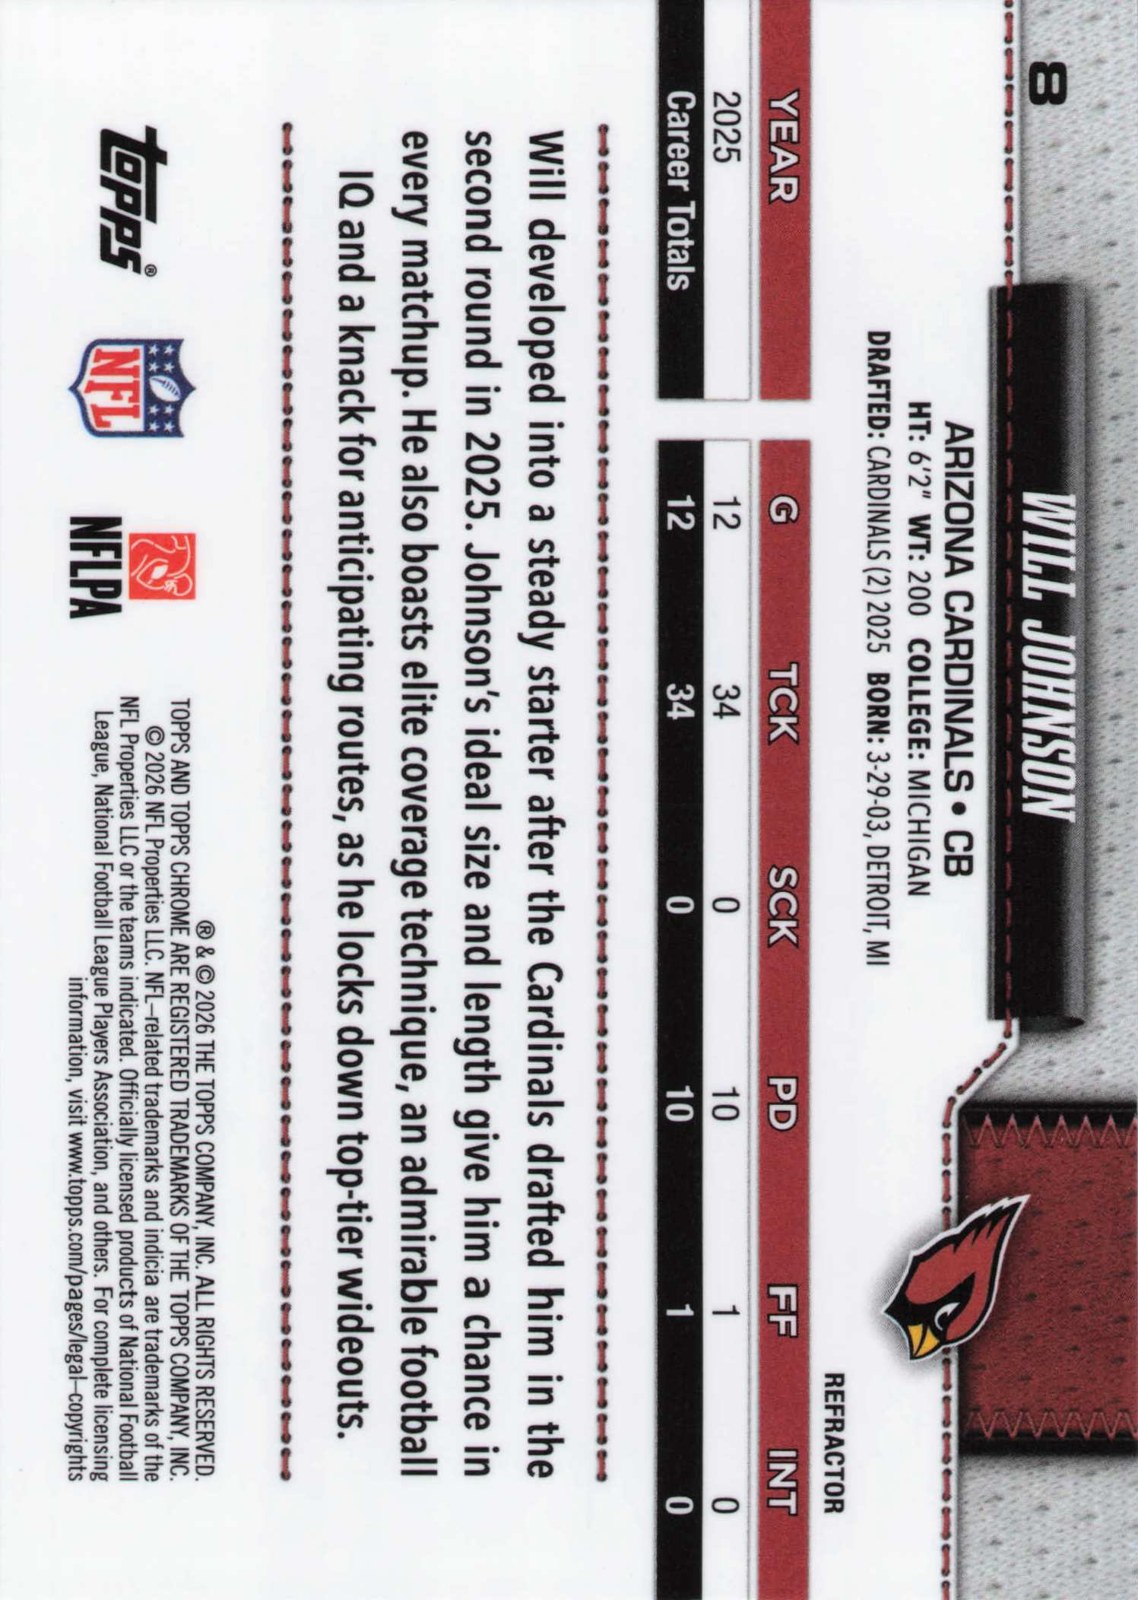 8
WILL JOHNSON
ARIZONA CARDINALS • CB
HT: 6'2" WT: 200 COLLEGE: MICHIGAN
DRAFTED: CARDINALS (2) 2025 BORN: 3-29-03, DETROIT, MI
REFRACTOR
YEAR G TCK SCK PD FF INT
2025 12 34 0 10 1 0
Career Totals 12 34 0 10 1 0
Will developed into a steady starter after the Cardinals drafted him in the
second round in 2025. Johnson's ideal size and length give him a chance in
every matchup. He also boasts elite coverage technique, an admirable football
IQ and a knack for anticipating routes, as he locks down top-tier wideouts.
topps®
NFL
NFLPA
® & © 2026 THE TOPPS COMPANY, INC. ALL RIGHTS RESERVED.
TOPPS AND TOPPS CHROME ARE REGISTERED TRADEMARKS OF THE TOPPS COMPANY, INC.
© 2026 NFL Properties LLC. NFL-related trademarks and indicia are trademarks of the
NFL Properties LLC or the teams indicated. Officially licensed products of National Football
League, National Football League Players Association, and others. For complete licensing
information, visit www.topps.com/pages/legal-copyrights